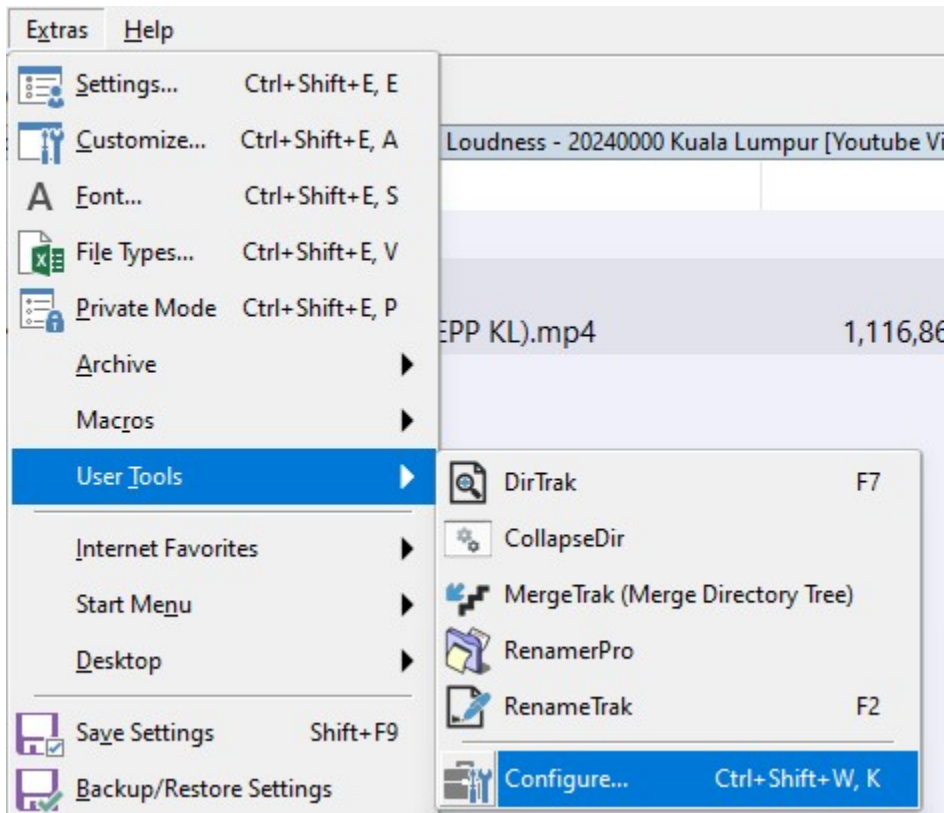 Extras Help
Settings... Ctrl+Shift+E, E
Customize... Ctrl+Shift+E, A
Loudness - 20240000 Kuala Lumpur [Youtube Vi
Font... Ctrl+Shift+E, S
File Types... Ctrl+Shift+E, V
Private Mode Ctrl+Shift+E, P
EPP KL).mp4 1,116,86
Archive
Macros
User Tools
DirTrak F7
CollapseDir
Internet Favorites
MergeTrak (Merge Directory Tree)
Start Menu
RenamerPro
Desktop
RenameTrak F2
Save Settings Shift+F9
Configure... Ctrl+Shift+W, K
Backup/Restore Settings